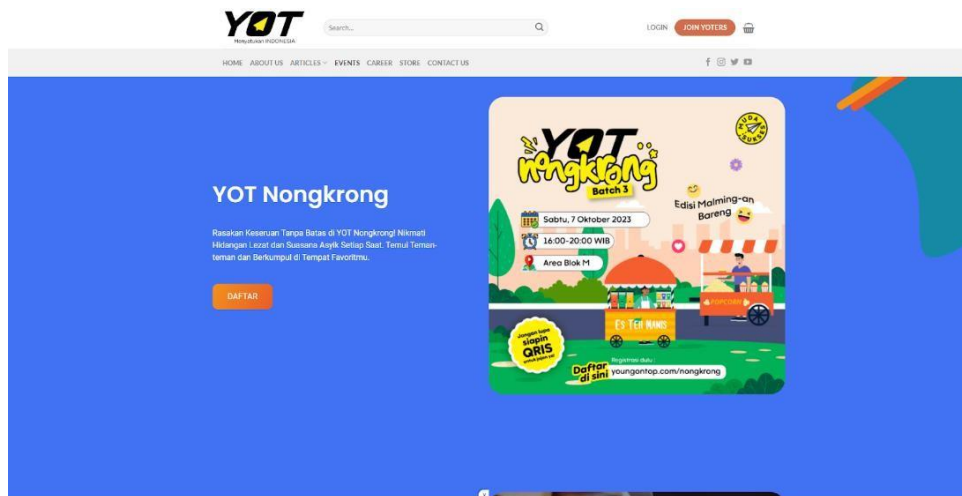 YOT
Menyatukan INDONESIA
Search...
LOGIN
JOIN YOTERS
HOME ABOUT US ARTICLES EVENTS CAREER STORE CONTACT US
YOT Nongkrong
Rasakan Keseruan Tanpa Batas di YOT Nongkrong! Nikmati
Hidangan Lezat dan Suasana Asyik Setiap Saat. Temui Teman-
teman dan Berkumpul di Tempat Favoritmu.
DAFTAR
MUDA
SUKSES
YOT
nongkrong
Batch 3
Edisi Malming-an
Bareng
Sabtu, 7 Oktober 2023
16:00-20:00 WIB
Area Blok M
POPCORN
ES TEH MANIS
Jangan lupa
siapin
QRIS
Registrasi dulu :
Daftar
di sini
youngontop.com/nongkrong
x